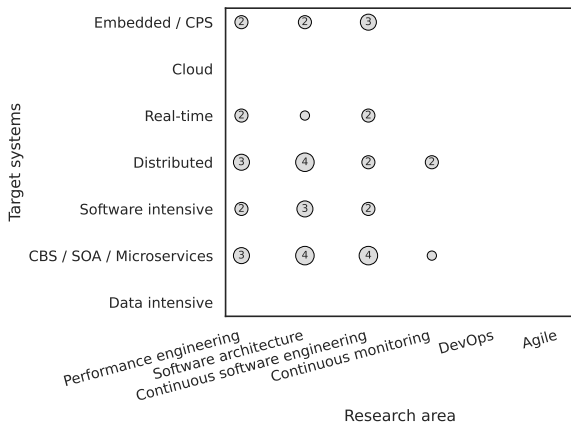 Embedded / CPS 2 2 3
Cloud
Real-time 2 2
Distributed 3 4 2 2
Software intensive 2 3 2
CBS / SOA / Microservices 3 4 4
Data intensive
Target systems
Performance engineering
Software architecture
Continuous software engineering
Continuous monitoring
DevOps
Agile
Research area